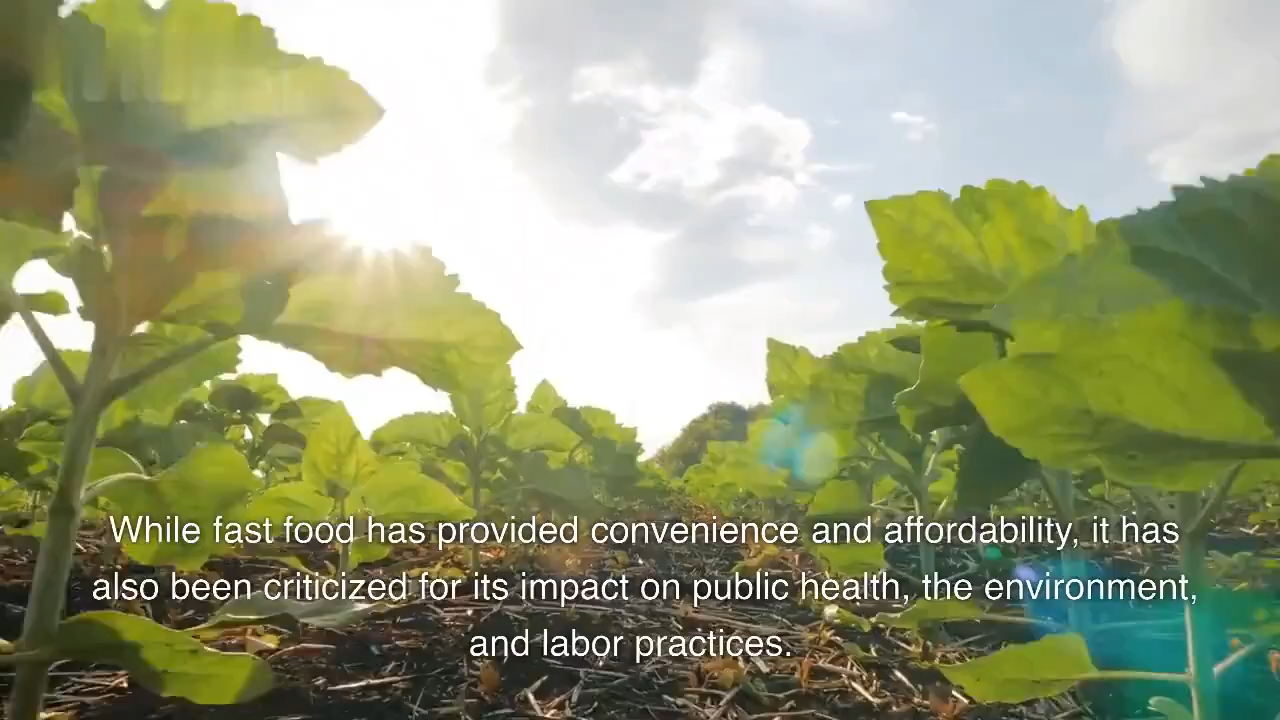 While fast food has provided convenience and affordability, it has
also been criticized for its impact on public health, the environment,
and labor practices.